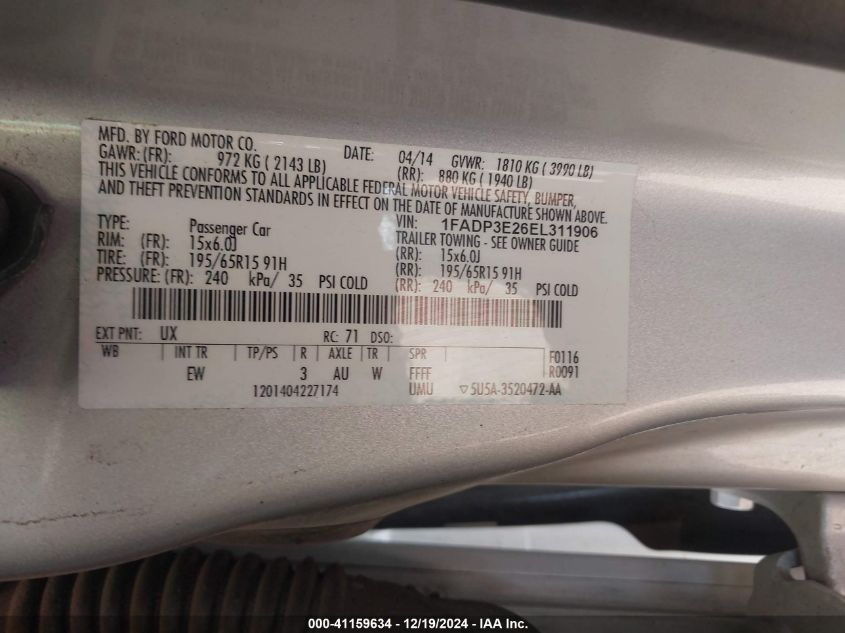 MFD. BY FORD MOTOR CO. DATE: 04/14 GVWR: 1810 KG ( 3990 LB)
GAWR: (FR): 972 KG ( 2143 LB) (RR): 880 KG ( 1940 LB)
THIS VEHICLE CONFORMS TO ALL APPLICABLE FEDERAL MOTOR VEHICLE SAFETY, BUMPER,
AND THEFT PREVENTION STANDARDS IN EFFECT ON THE DATE OF MANUFACTURE SHOWN ABOVE.
VIN: 1FADP3E26EL311906
TYPE: Passenger Car TRAILER TOWING - SEE OWNER GUIDE
RIM: (FR): 15x6.0J (RR): 15x6.0J
TIRE: (FR): 195/65R15 91H (RR): 195/65R15 91H
PRESSURE: (FR): 240 kPa/ 35 PSI COLD (RR): 240 kPa/ 35 PSI COLD
EXT PNT: UX RC: 71 DSO:
WB INT TR TP/PS R AXLE TR SPR F0116
EW 3 AU W FFFF R0091
1201404227174 UMU ▽5U5A-3520472-AA
000-41159634 - 12/19/2024 - IAA Inc.